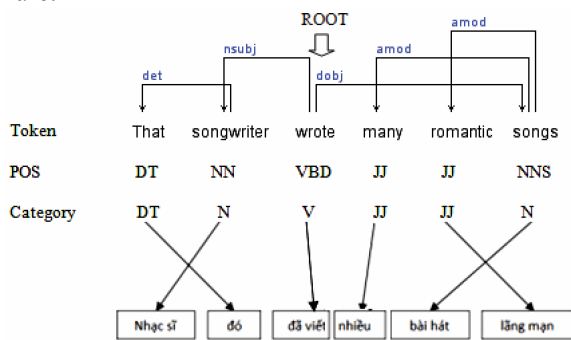 ROOT
amod
nsubj
amod
det
dobj
Token That songwriter wrote many romantic songs
POS DT NN VBD JJ JJ NNS
Category DT N V JJ JJ N
Nhạc sĩ đó đã viết nhiều bài hát lãng mạn